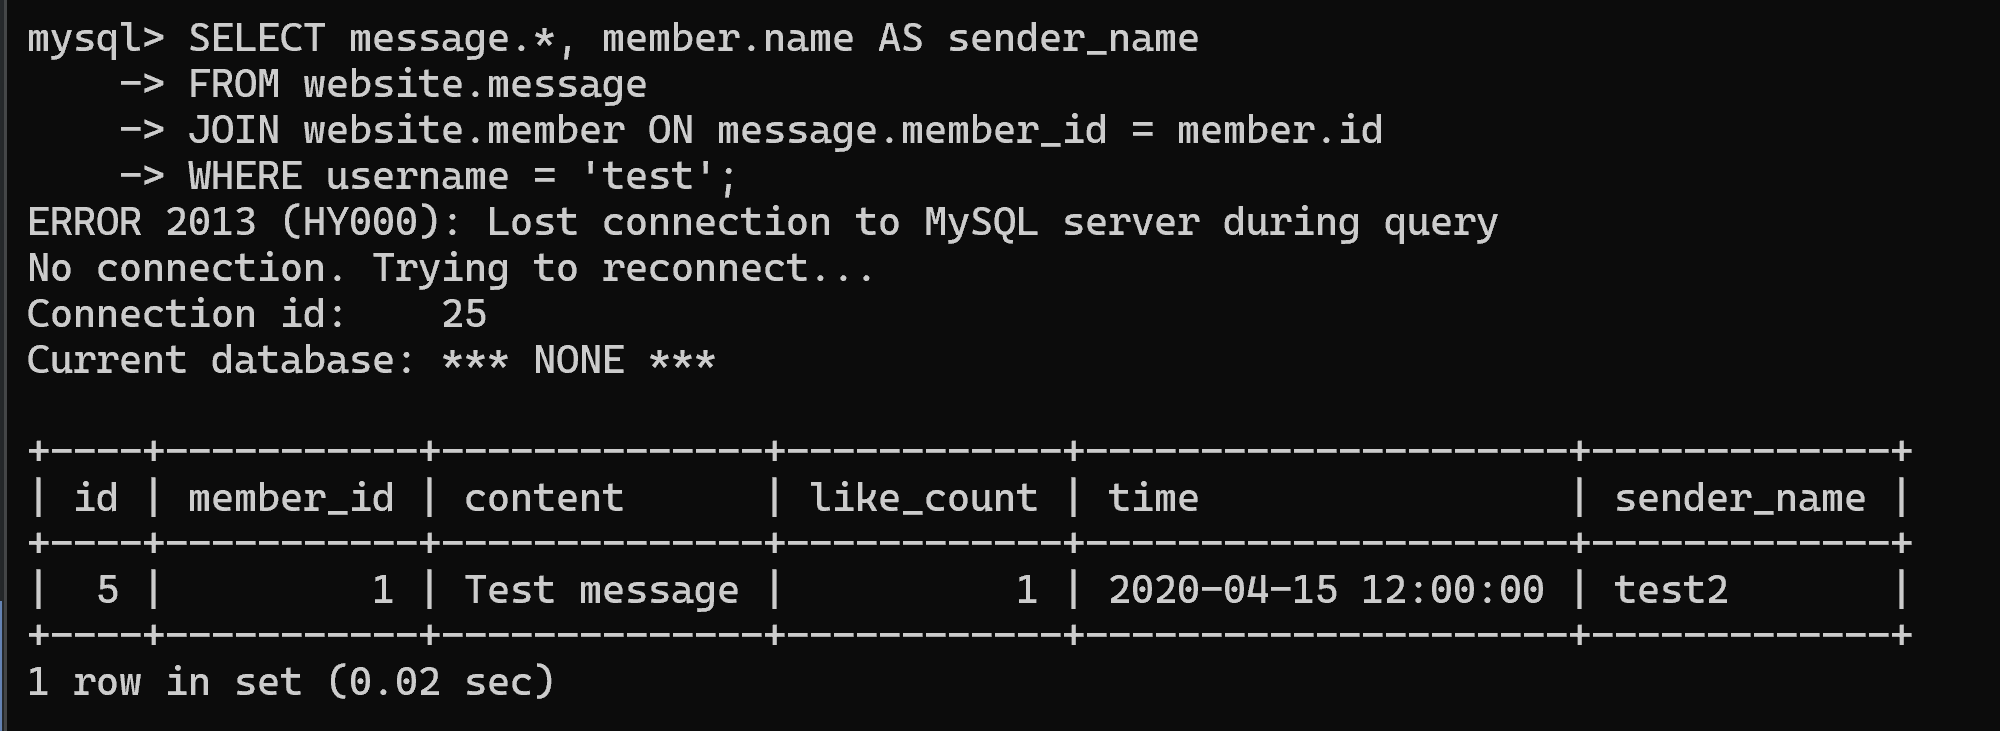 mysql> SELECT message.*, member.name AS sender_name
    -> FROM website.message
    -> JOIN website.member ON message.member_id = member.id
    -> WHERE username = 'test';
ERROR 2013 (HY000): Lost connection to MySQL server during query
No connection. Trying to reconnect...
Connection id:    25
Current database: *** NONE ***

+----+-----------+--------------+------------+---------------------+-------------+
| id | member_id | content      | like_count | time                | sender_name |
+----+-----------+--------------+------------+---------------------+-------------+
|  5 |         1 | Test message |          1 | 2020-04-15 12:00:00 | test2       |
+----+-----------+--------------+------------+---------------------+-------------+
1 row in set (0.02 sec)